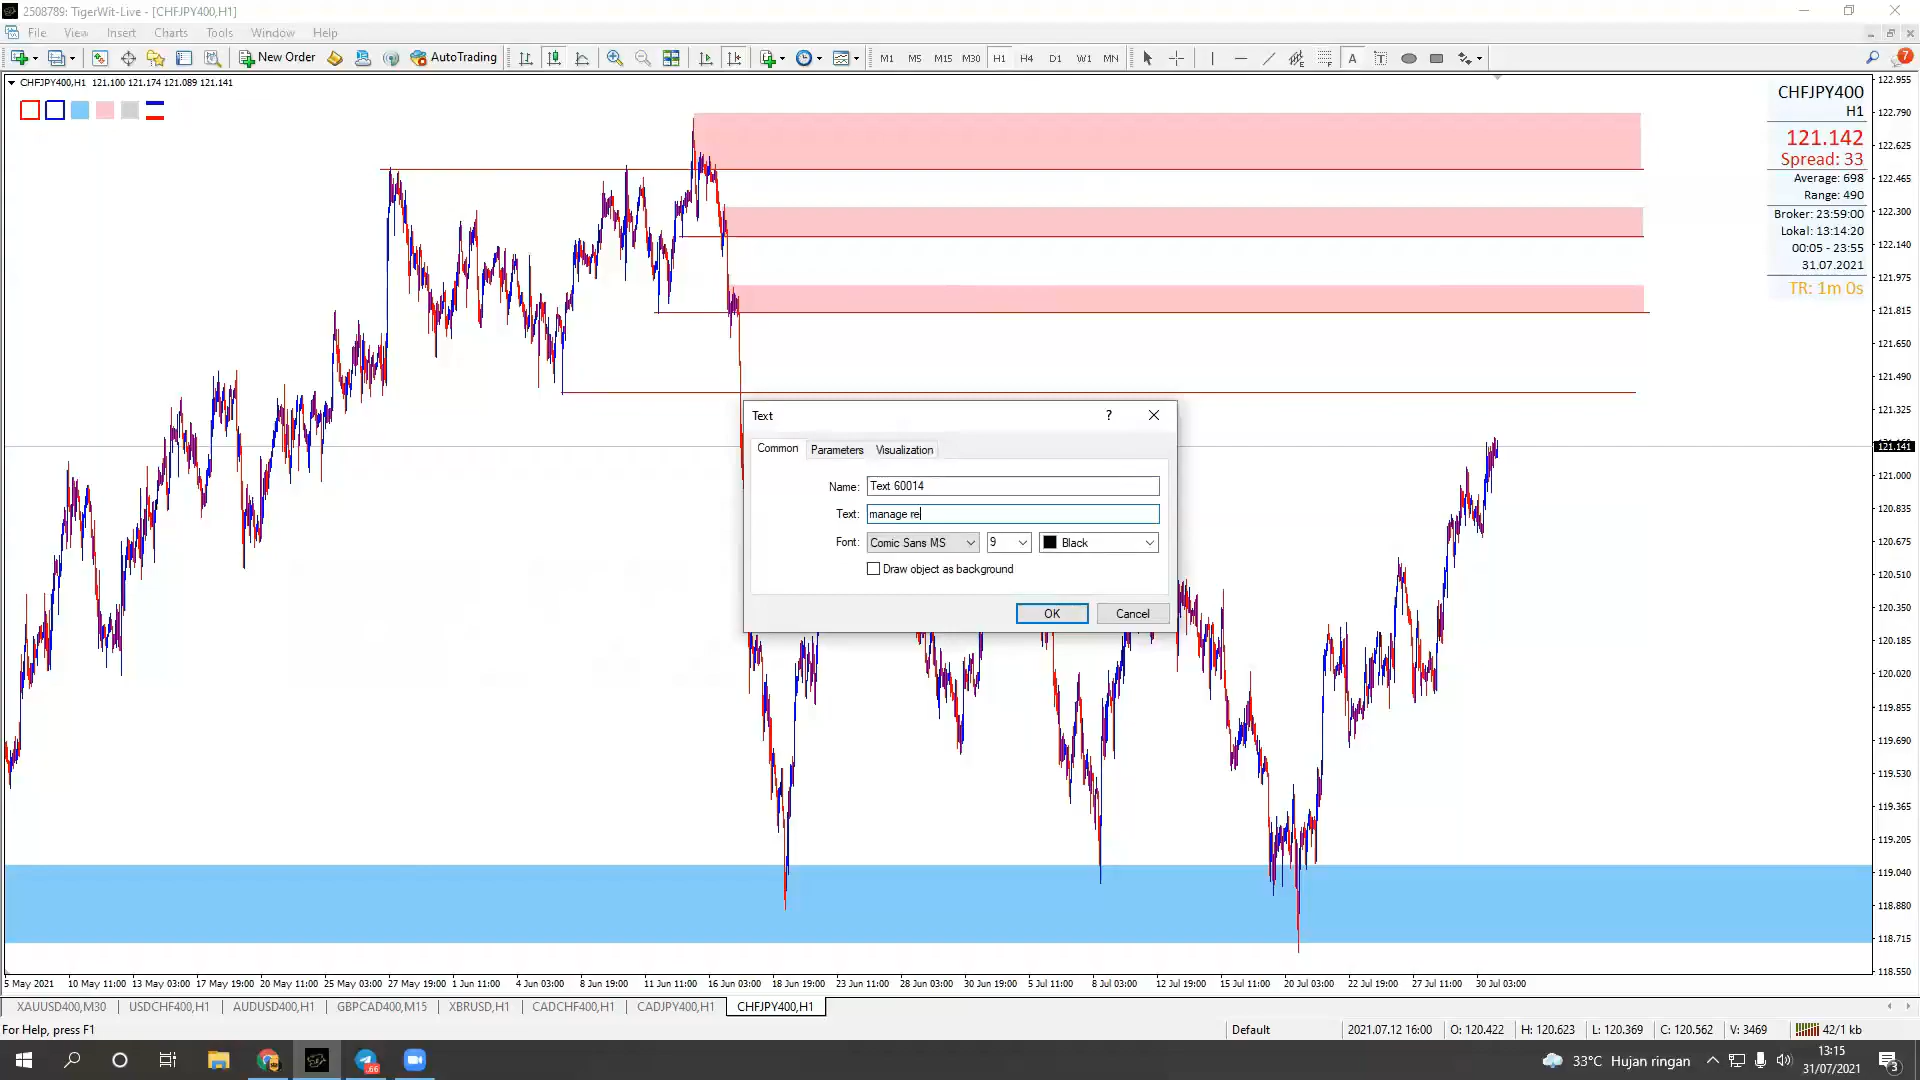 2508789: TigerWit-Live - [CHFJPY400,H1]
File View Insert Charts Tools Window Help
New Order AutoTrading M1 M5 M15 M30 H1 H4 D1 W1 MN A T 7
CHFJPY400,H1 121.100 121.174 121.089 121.141
CHFJPY400
H1
121.142
Spread: 33
Average: 698
Range: 490
Broker: 23:59:00
Lokal: 13:14:20
00:05 - 23:55
31.07.2021
TR: 1m 0s
122.955
122.790
122.625
122.465
122.300
122.140
121.975
121.815
121.650
121.490
121.325
121.141
121.000
120.835
120.675
120.510
120.350
120.185
120.020
119.855
119.690
119.530
119.365
119.205
119.040
118.880
118.715
118.550
Text ?
Common Parameters Visualization
Name: Text 60014
Text: manage re
Font: Comic Sans MS 9 Black
Draw object as background
OK Cancel
5 May 2021 10 May 11:00 13 May 03:00 17 May 19:00 20 May 11:00 25 May 03:00 27 May 19:00 1 Jun 11:00 4 Jun 03:00 8 Jun 19:00 11 Jun 11:00 16 Jun 03:00 18 Jun 19:00 23 Jun 11:00 28 Jun 03:00 30 Jun 19:00 5 Jul 11:00 8 Jul 03:00 12 Jul 19:00 15 Jul 11:00 20 Jul 03:00 22 Jul 19:00 27 Jul 11:00 30 Jul 03:00
XAUUSD400,M30 USDCHF400,H1 AUDUSD400,H1 GBPCAD400,M15 XBRUSD,H1 CADCHF400,H1 CADJPY400,H1 CHFJPY400,H1
For Help, press F1 Default 2021.07.12 16:00 O: 120.422 H: 120.623 L: 120.369 C: 120.562 V: 3469 42/1 kb
.66 33°C Hujan ringan 13:15
31/07/2021 3